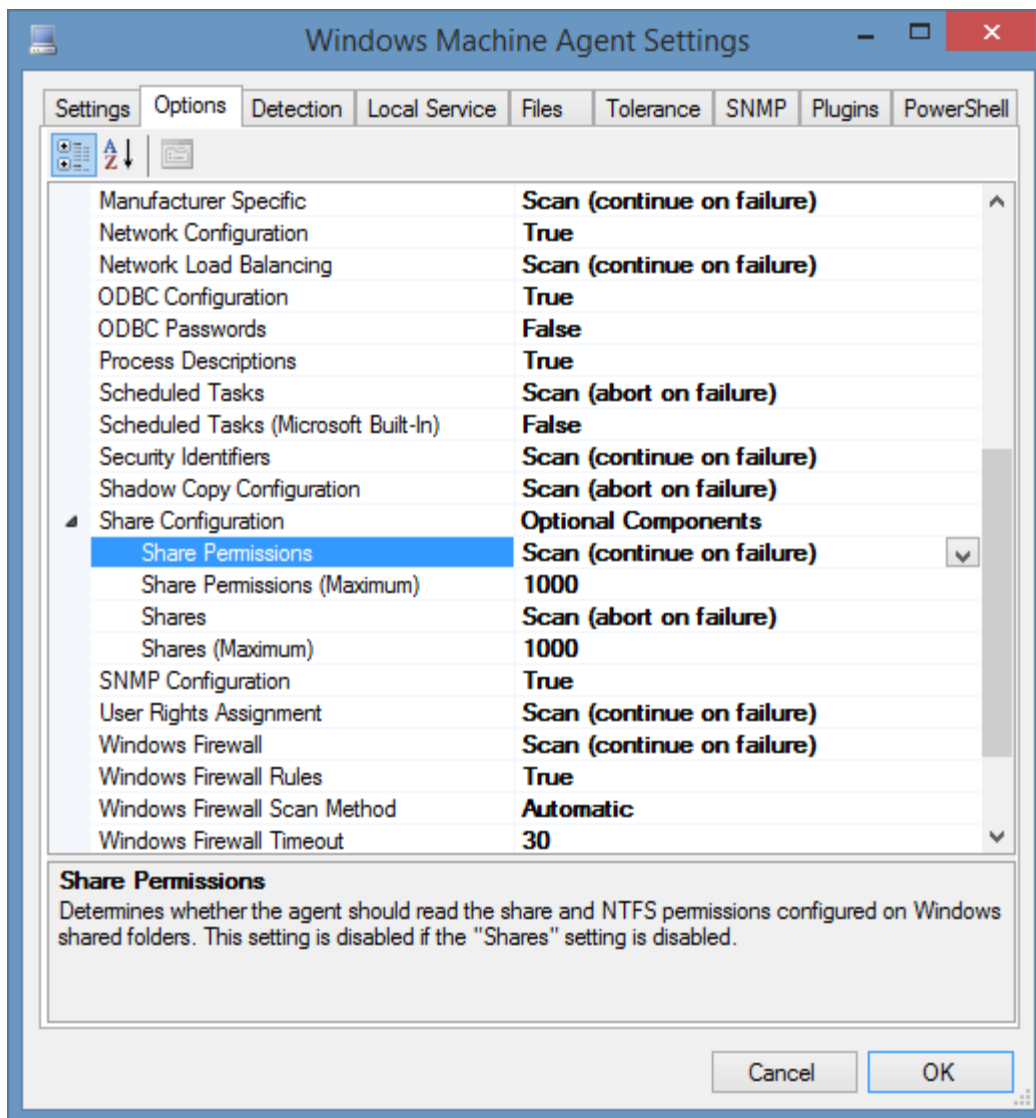 Windows Machine Agent Settings
Settings Options Detection Local Service Files Tolerance SNMP Plugins PowerShell
Manufacturer Specific Scan (continue on failure)
Network Configuration True
Network Load Balancing Scan (continue on failure)
ODBC Configuration True
ODBC Passwords False
Process Descriptions True
Scheduled Tasks Scan (abort on failure)
Scheduled Tasks (Microsoft Built-In) False
Security Identifiers Scan (continue on failure)
Shadow Copy Configuration Scan (abort on failure)
Share Configuration Optional Components
Share Permissions Scan (continue on failure)
Share Permissions (Maximum) 1000
Shares Scan (abort on failure)
Shares (Maximum) 1000
SNMP Configuration True
User Rights Assignment Scan (continue on failure)
Windows Firewall Scan (continue on failure)
Windows Firewall Rules True
Windows Firewall Scan Method Automatic
Windows Firewall Timeout 30
Share Permissions
Determines whether the agent should read the share and NTFS permissions configured on Windows
shared folders. This setting is disabled if the "Shares" setting is disabled.
Cancel OK